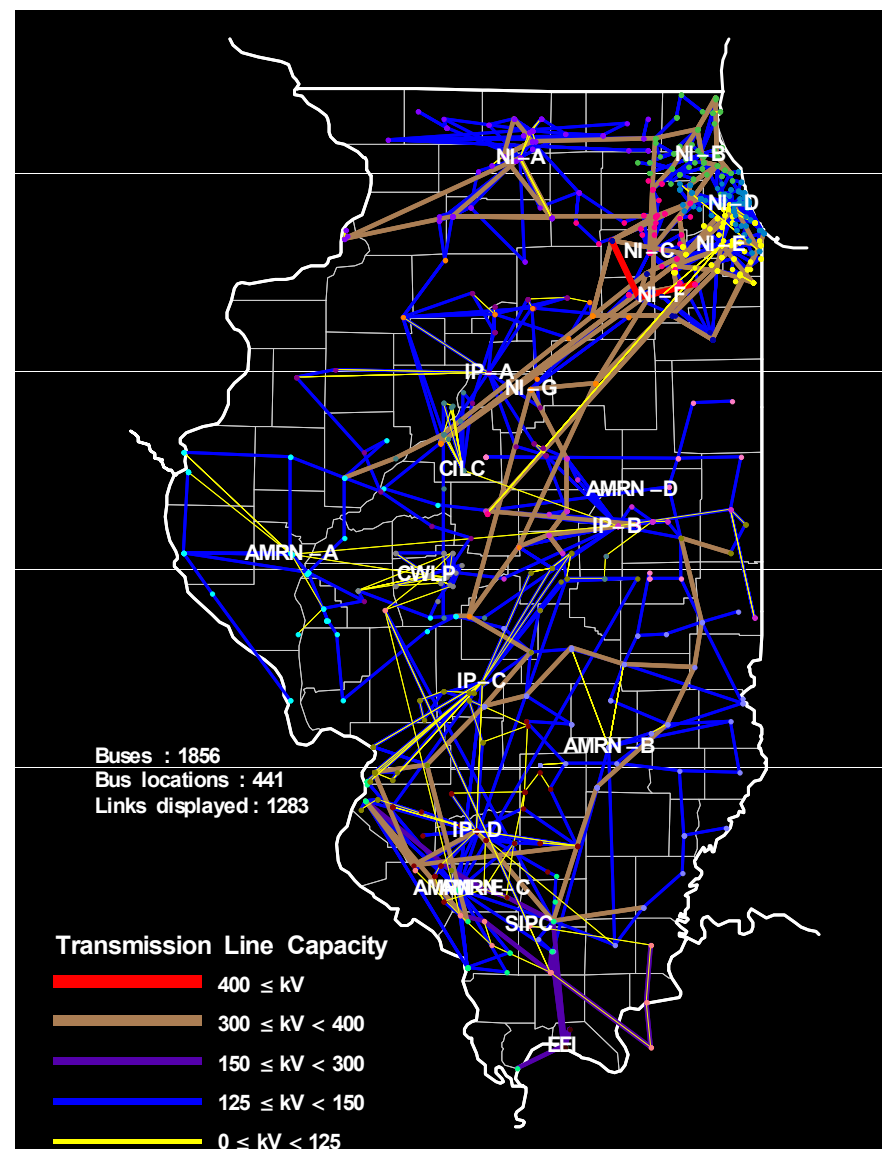 NI-A
NI-B
NI-D
NI-C
NI-E
NI-F
IP-A
NI-G
CILC
AMRN-D
IP-B
AMRN-A
CWLP
IP-C
AMRN-B
Buses : 1856
Bus locations : 441
Links displayed : 1283
IP-D
AMRN-E
AMRN-C
SIPC
EEI
Transmission Line Capacity
400 ≤ kV
300 ≤ kV < 400
150 ≤ kV < 300
125 ≤ kV < 150
0 ≤ kV < 125